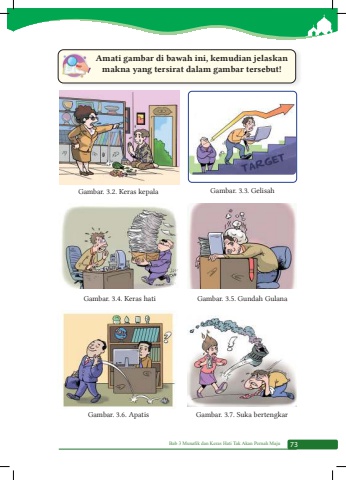 Amati gambar di bawah ini, kemudian jelaskan
makna yang tersirat dalam gambar tersebut!
TARGET
Gambar. 3.2. Keras kepala
Gambar. 3.3. Gelisah
Gambar. 3.4. Keras hati
Gambar. 3.5. Gundah Gulana
Gambar. 3.6. Apatis
Gambar. 3.7. Suka bertengkar
Bab 3 Munafik dan Keras Hati Tak Akan Pernah Maju 73